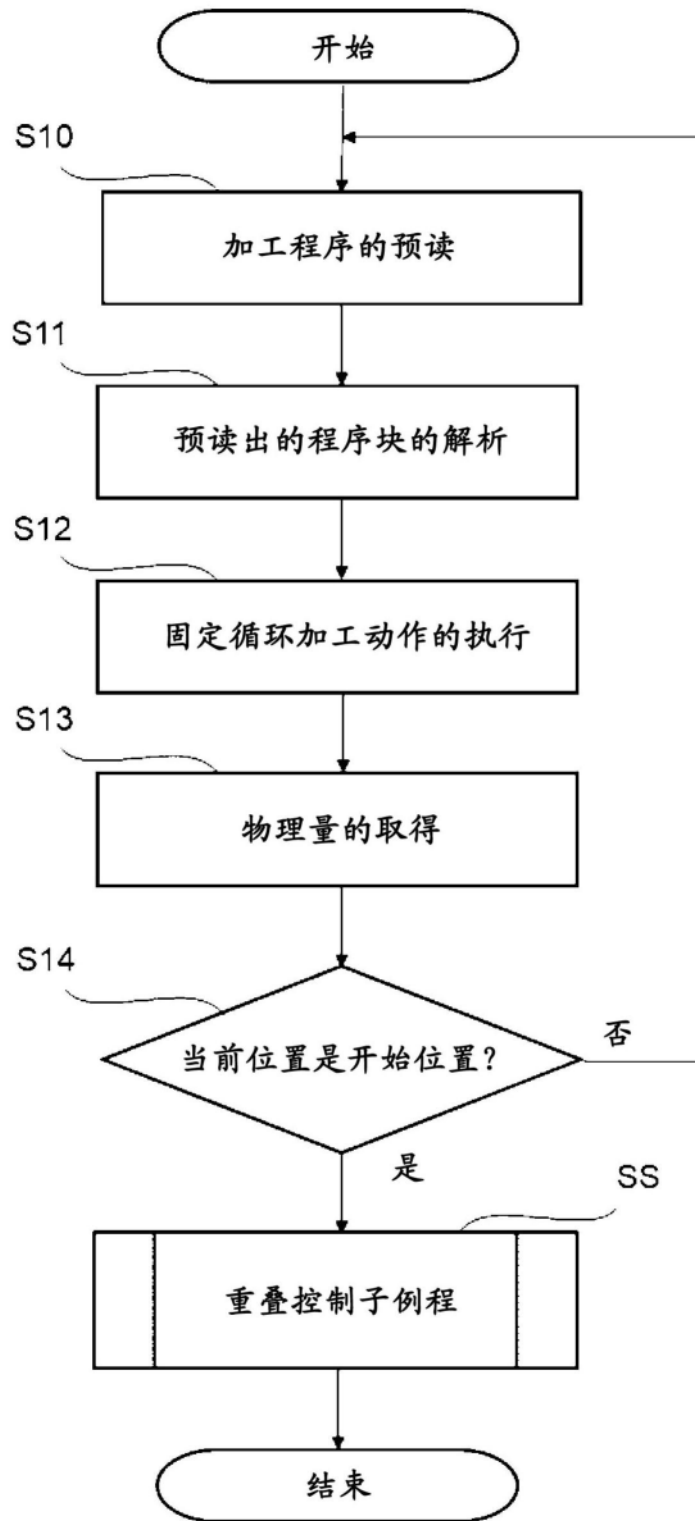 开始
S10
加工程序的预读
S11
预读出的程序块的解析
S12
固定循环加工动作的执行
S13
物理量的取得
S14
当前位置是开始位置？
否
是
SS
重叠控制子例程
结束